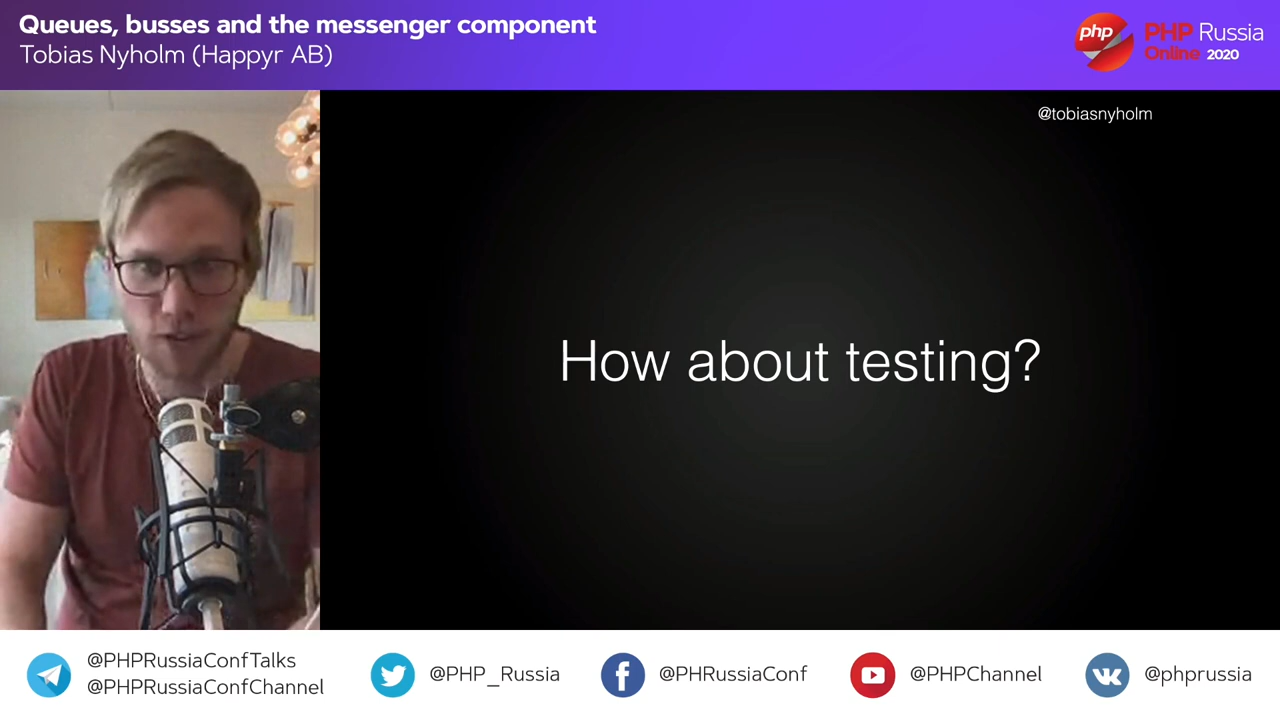 Queues, busses and the messenger component
Tobias Nyholm (Happyr AB)
php
PHP Russia
Online 2020
@tobiasnyholm
How about testing?
@PHPRussiaConfTalks
@PHPRussiaConfChannel
@PHP_Russia
@PHRussiaConf
@PHPChannel
@phprussia